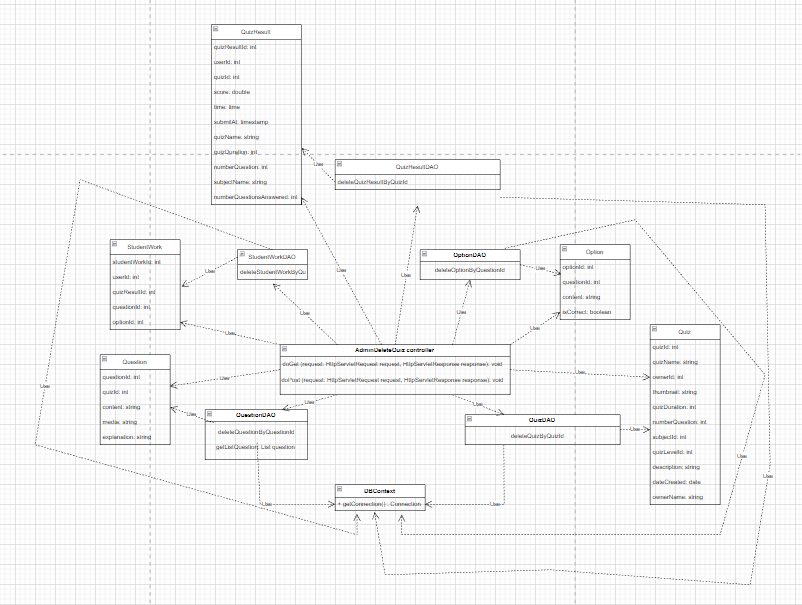 QuizResult
quizResultId: int
userId: int
quizId: int
score: double
time: time
submitAt: timestamp
quizName: string
quizDuration: int
numberQuestion: int
subjectName: string
numberQuestionsAnswered: int
QuizResultDAO
deleteQuizResultByQuizId
Use
StudentWork
studentWorkId: int
userId: int
quizResultId: int
questionId: int
optionId: int
StudentWorkDAO
deleteStudentWorkByQu
Use
Use
Use
Use
OptionDAO
deleteOptionByQuestionId
Use
Option
optionId: int
questionId: int
content: string
isCorrect: boolean
Use
Use
Use
Use
AdminDeleteQuiz controller
doGet (request: HttpServletRequest request, HttpServletResponse response): void
doPost (request: HttpServletRequest request, HttpServletResponse response): void
Quiz
quizId: int
quizName: string
ownerId: int
thumbnail: string
quizDuration: int
numberQuestion: int
subjectId: int
quizLevelId: int
description: string
dateCreated: date
ownerName: string
Question
questionId: int
quizId: int
content: string
media: string
explanation: string
Use
Use
Use
Use
Use
Use
QuestionDAO
deleteQuestionByQuestionId
getListQuestion: List question
QuizDAO
deleteQuizByQuizId
Use
Use
Use
DBContext
+ getConnection() : Connection
Use
Use